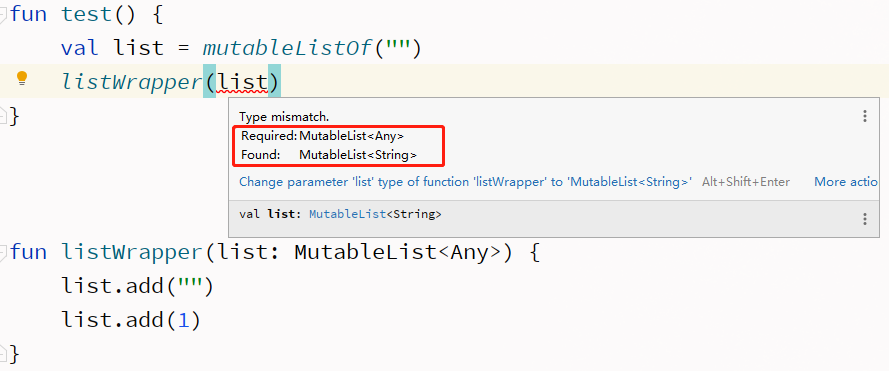 fun test() {
val list = mutableListOf("")
listWrapper(list)
}
Type mismatch.
Required: MutableList<Any>
Found: MutableList<String>
Change parameter 'list' type of function 'listWrapper' to 'MutableList<String>' Alt+Shift+Enter More actio
val list: MutableList<String>
fun listWrapper(list: MutableList<Any>) {
list.add("")
list.add(1)
}